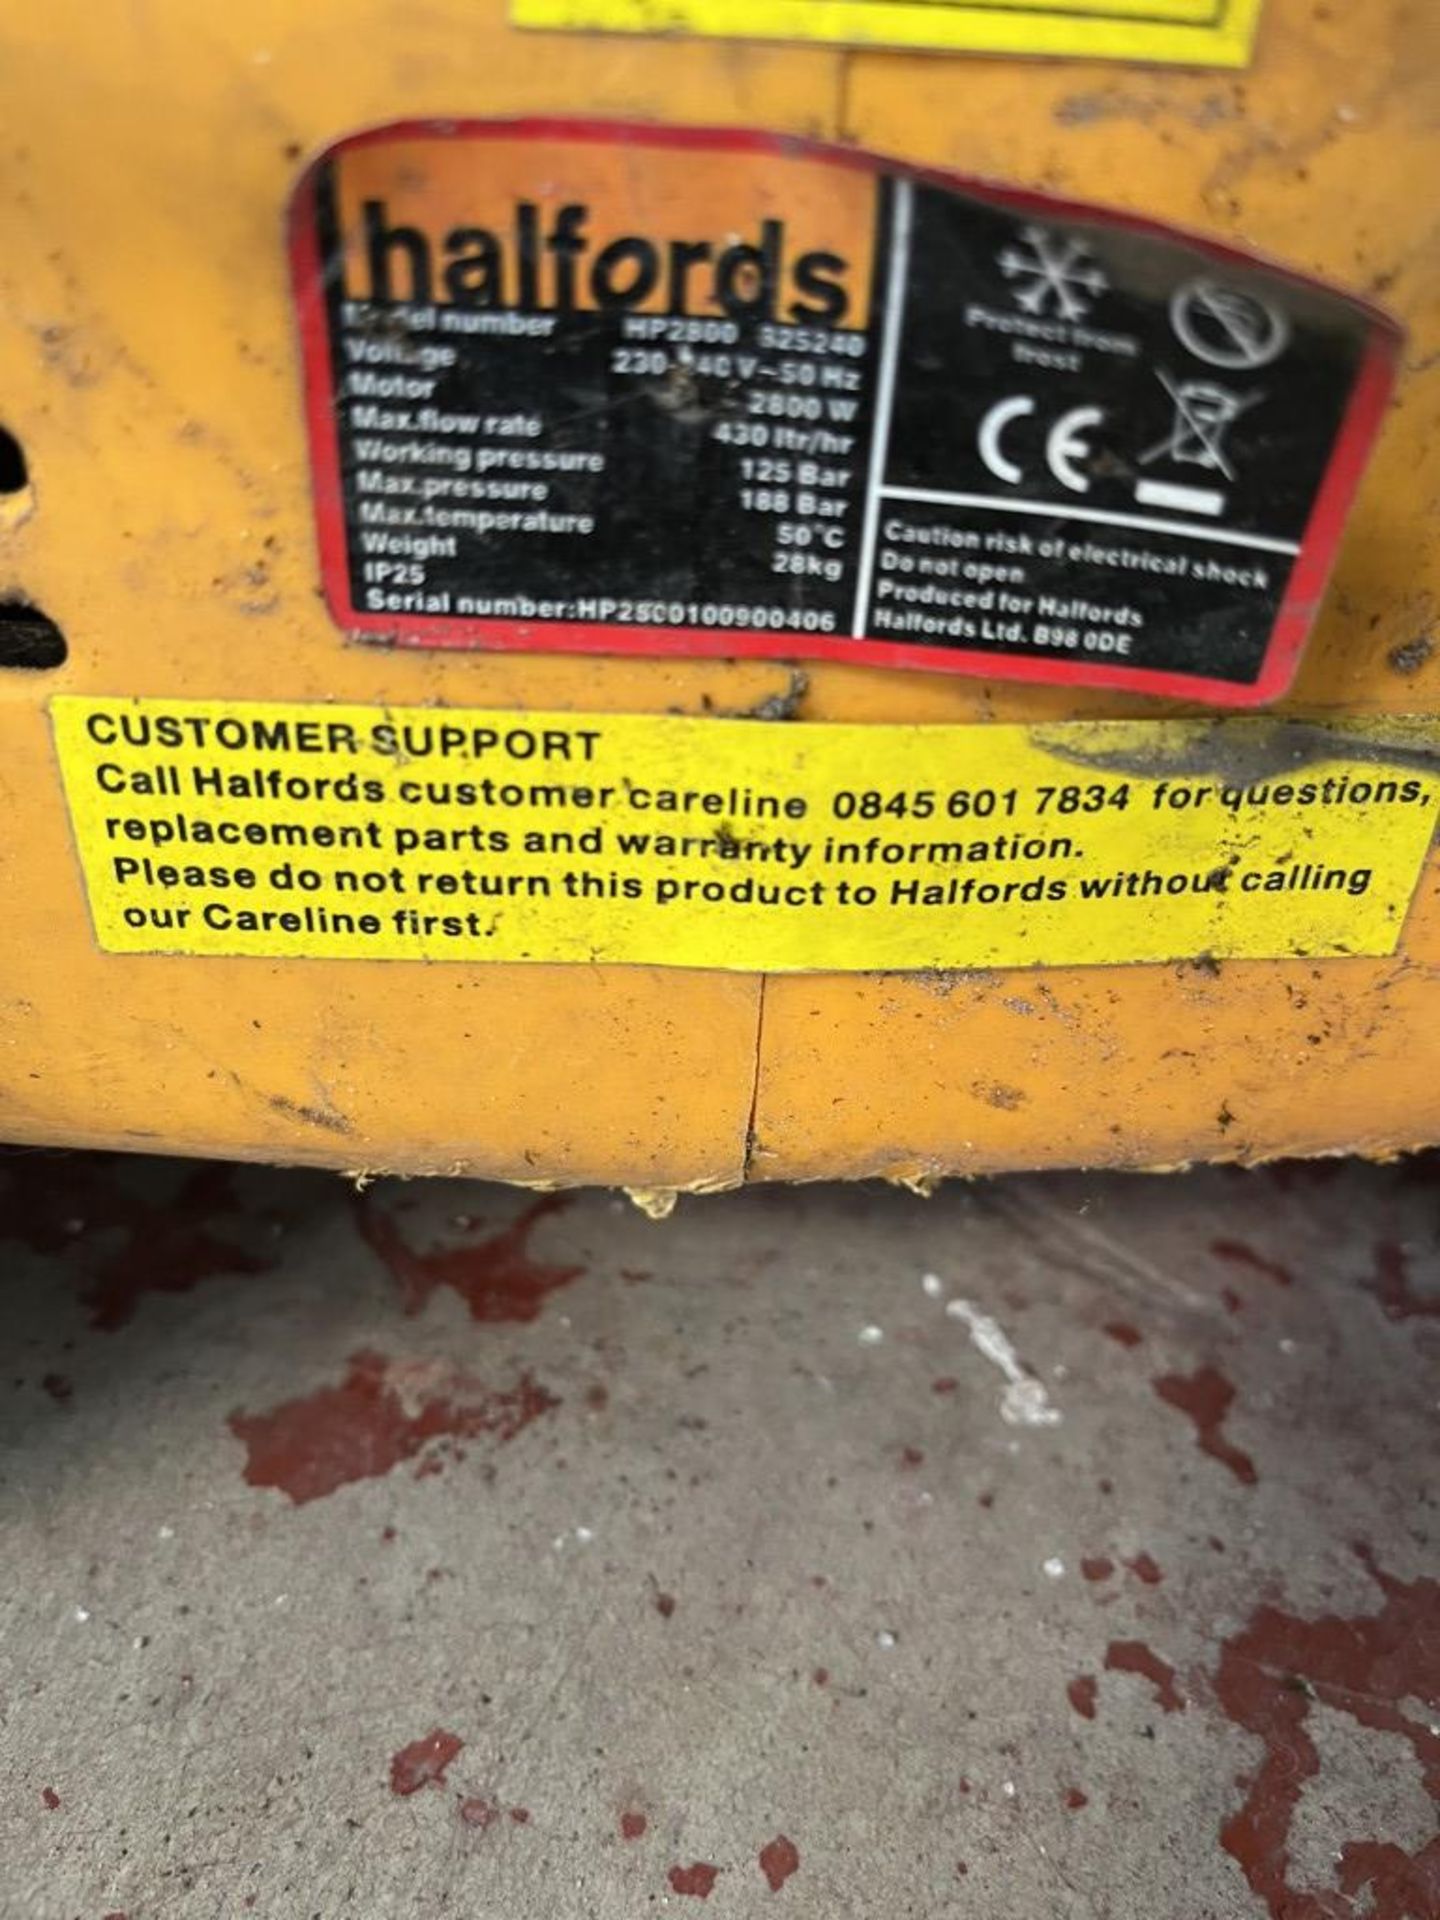 halfords
Model number HP2800 325240
Voltage 230-240 V~50 Hz
Motor 2800 W
Max.flow rate 430 ltr/hr
Working pressure 125 Bar
Max.pressure 188 Bar
Max.temperature 50°C
Weight 28kg
IP25
Serial number:HP25C0100900406
Protect from
frost
CE
Caution risk of electrical shock
Do not open
Produced for Halfords
Halfords Ltd. B98 0DE
CUSTOMER SUPPORT
Call Halfords customer careline 0845 601 7834 for questions,
replacement parts and warranty information.
Please do not return this product to Halfords without calling
our Careline first.